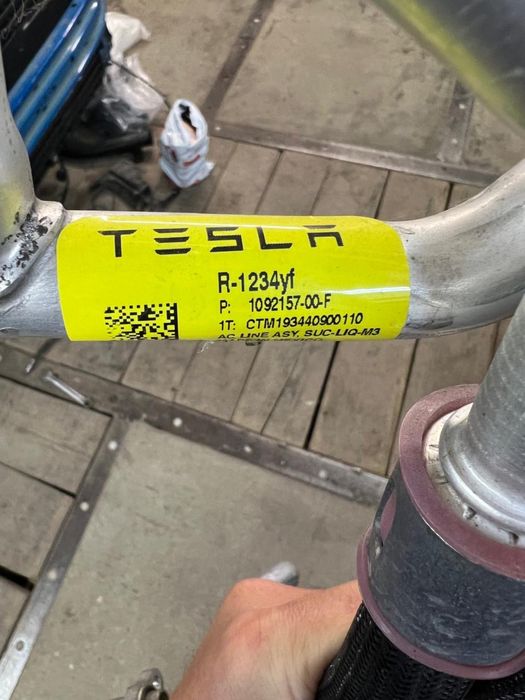 TESLA
R-1234yf
P: 1092157-00-F
1T: CTM193440900110
AC LINE ASY, SUC-LIQ-M3